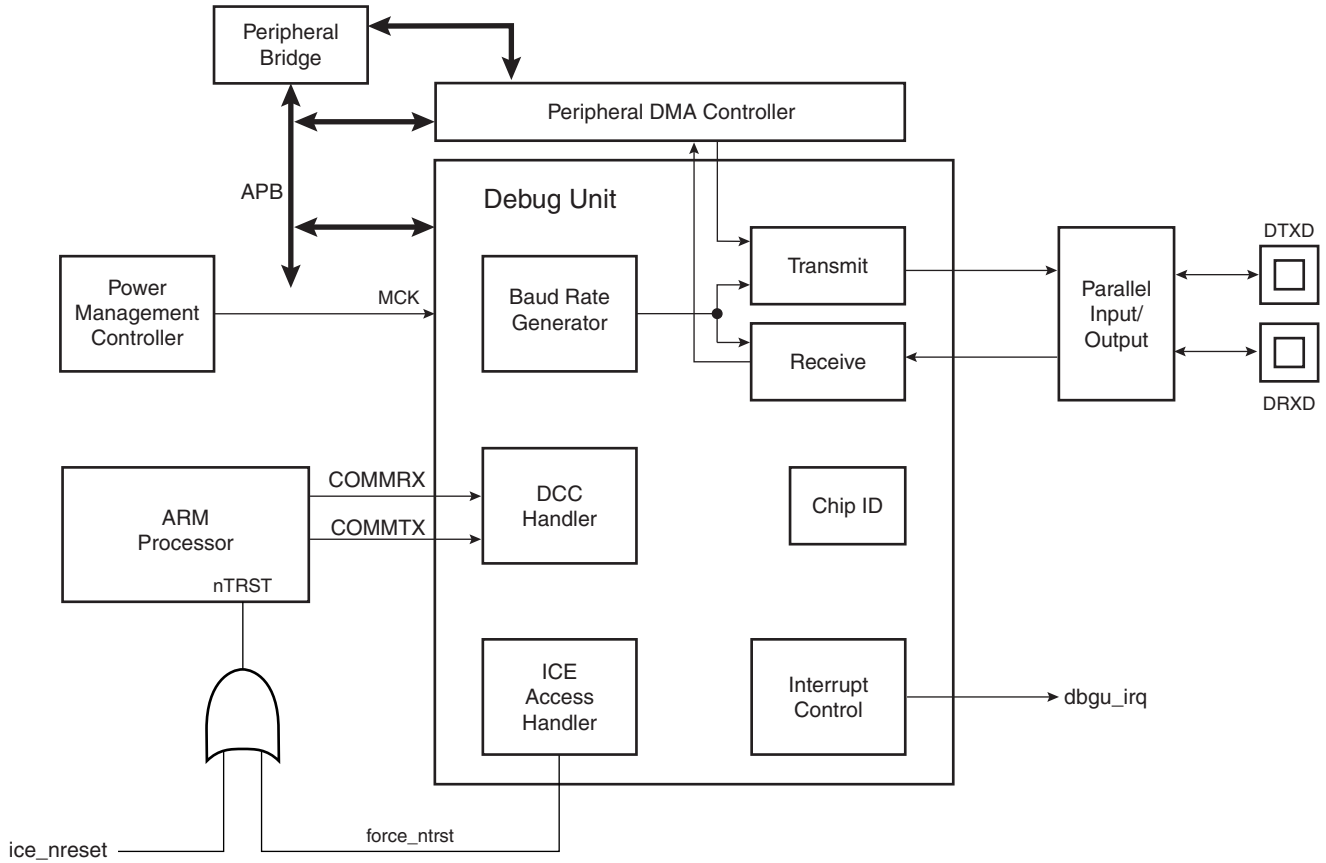 Peripheral
Bridge
Peripheral DMA Controller
APB
Debug Unit
Power
Management
Controller
MCK
Baud Rate
Generator
Transmit
Receive
Parallel
Input/
Output
DTXD
DRXD
ARM
Processor
nTRST
COMMRX
COMMTX
DCC
Handler
Chip ID
ICE
Access
Handler
Interrupt
Control
dbgu_irq
force_ntrst
ice_nreset